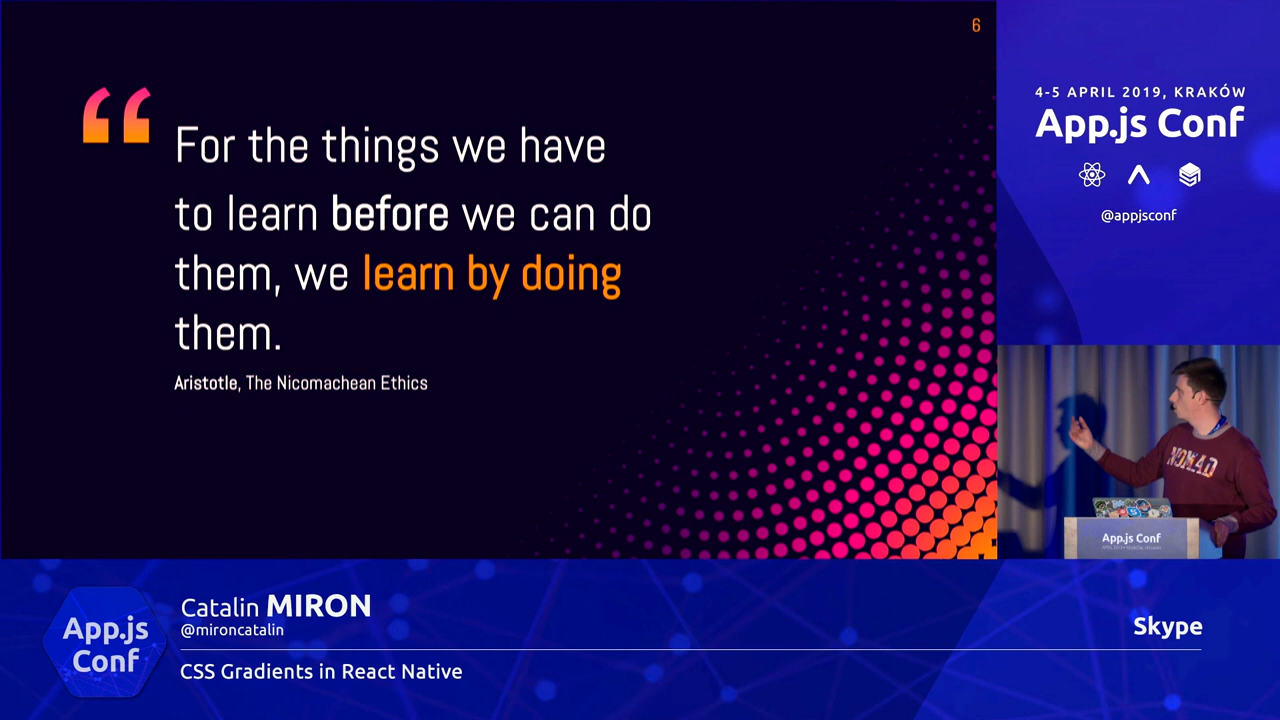 6
“
For the things we have
to learn before we can do
them, we learn by doing
them.
Aristotle, The Nicomachean Ethics
4-5 APRIL 2019, KRAKÓW
App.js Conf
@appjsconf
NOMAD
App.js Conf
App.js
Conf
Catalin MIRON
@mironcatalin
CSS Gradients in React Native
Skype